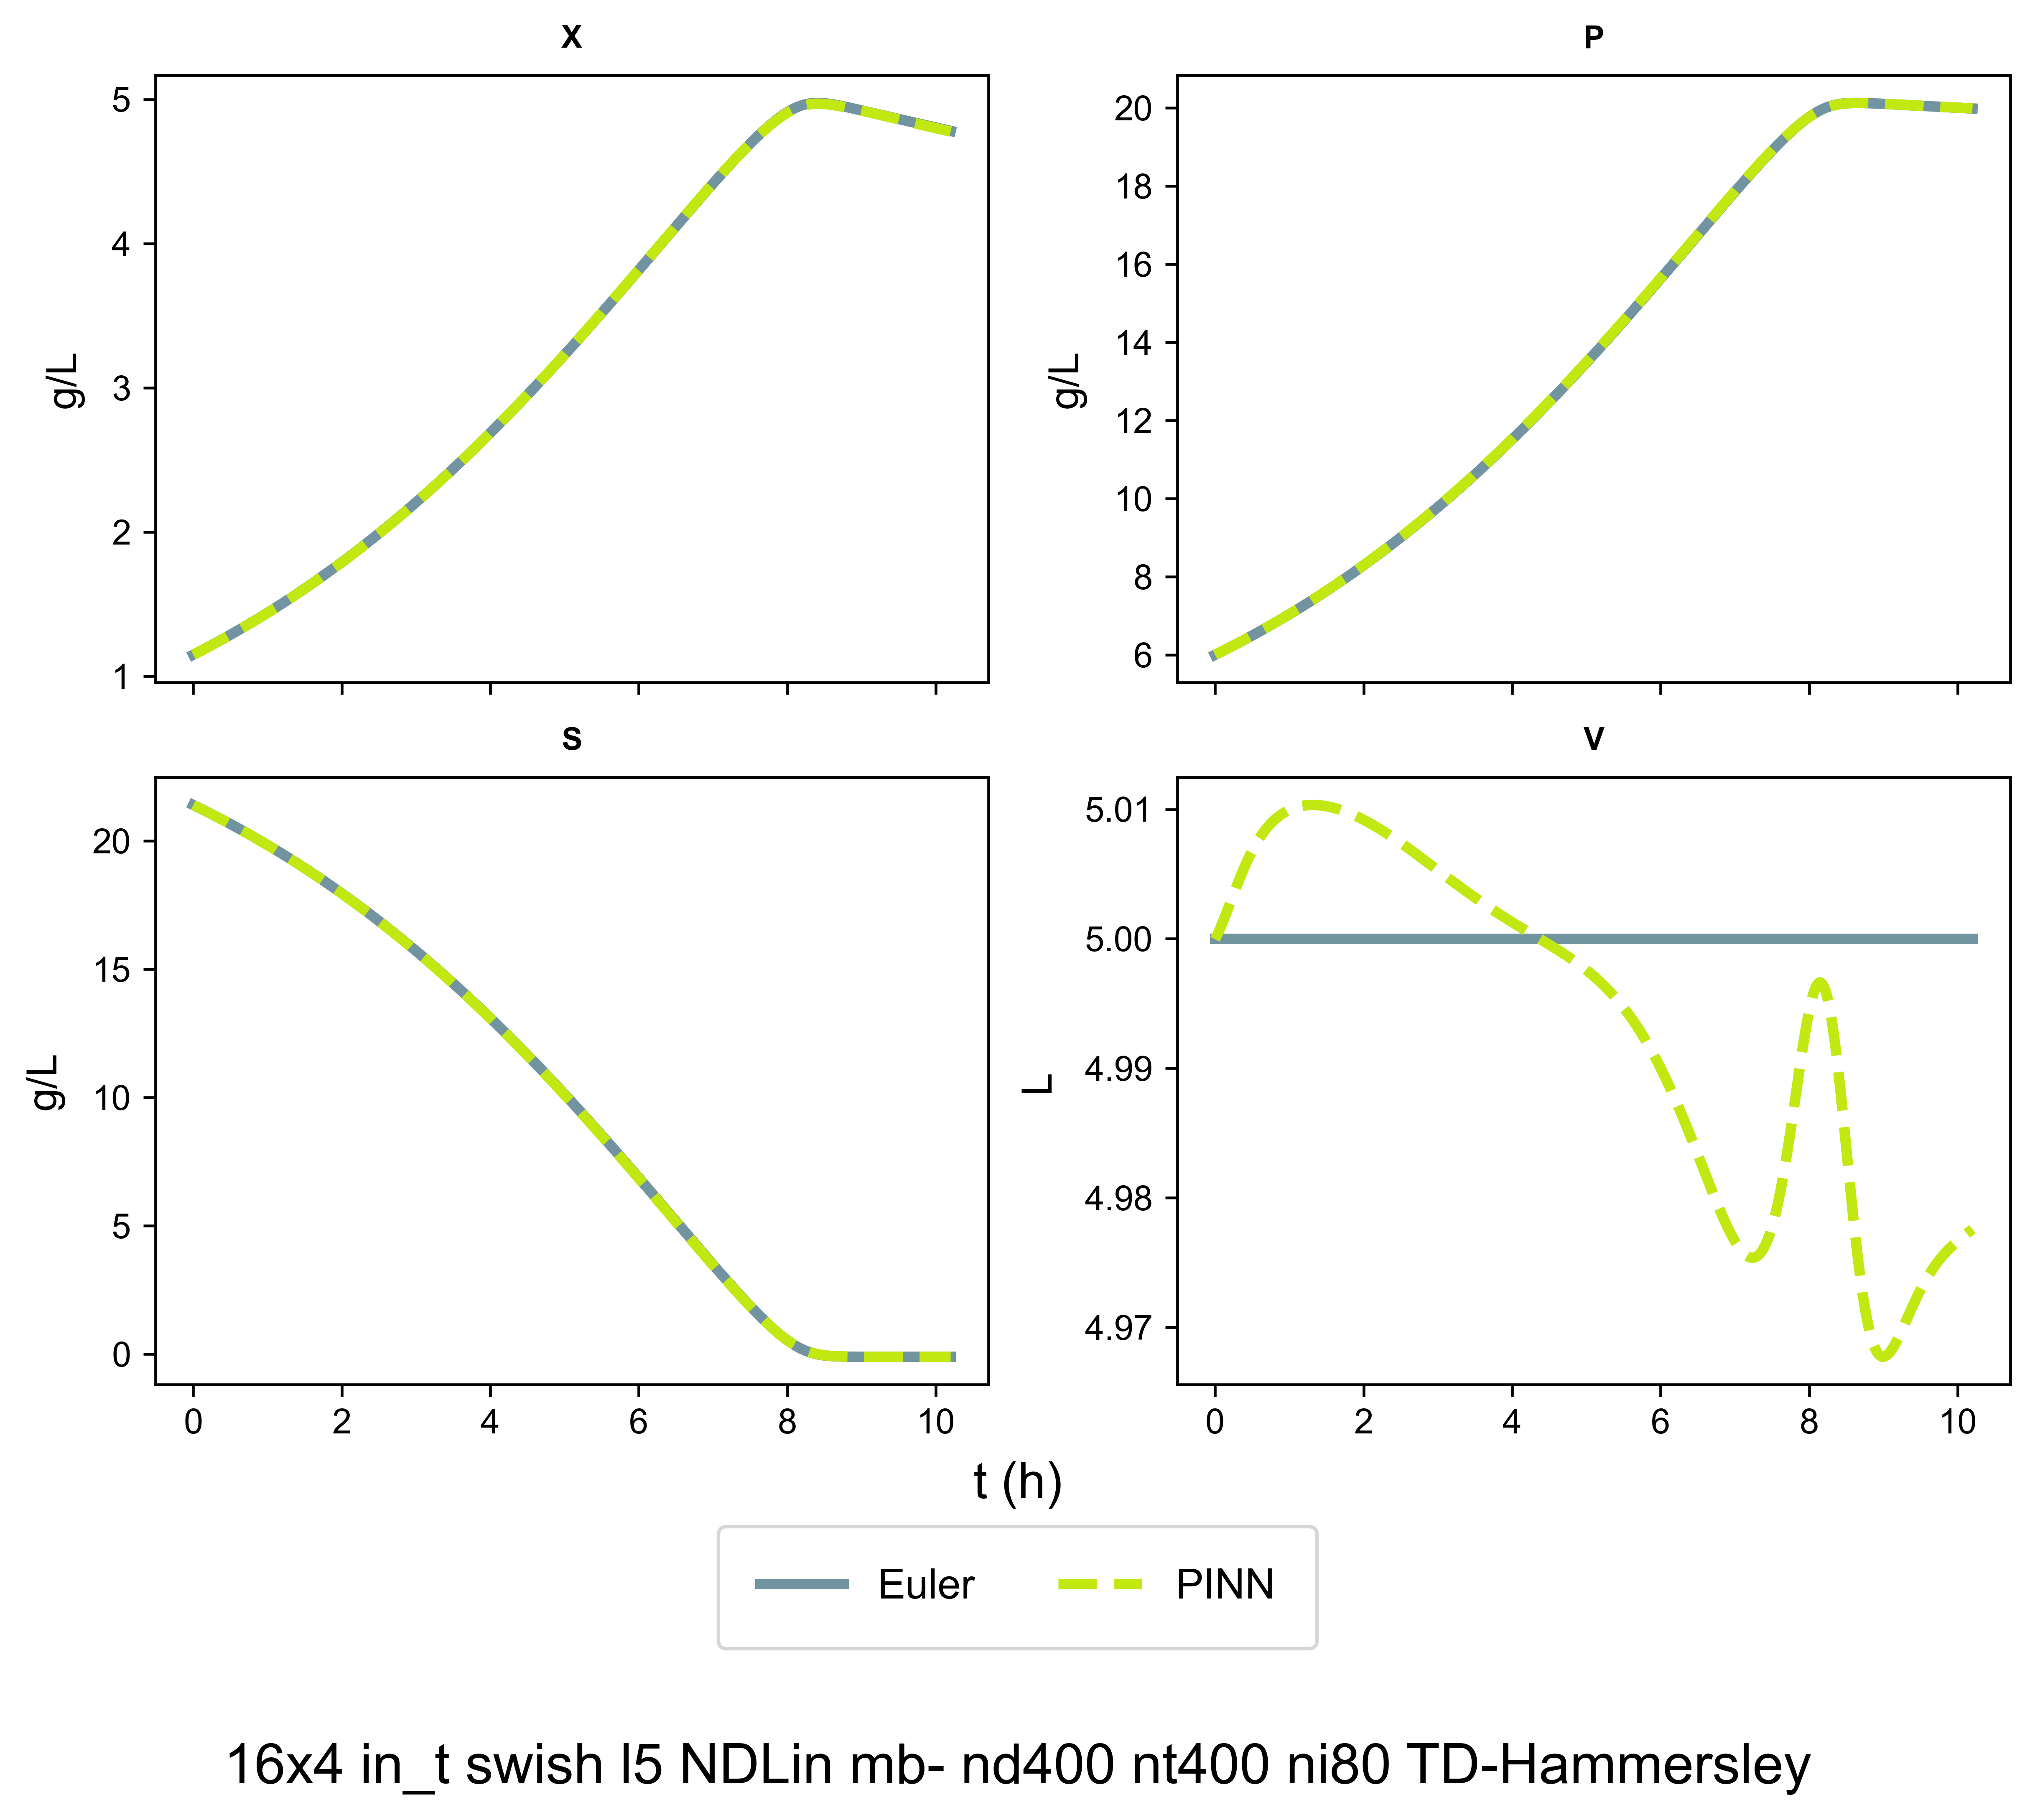 X
5
4
3
2
1
g/L
P
20
18
16
14
12
10
8
6
g/L
S
20
15
10
5
0
g/L
0 2 4 6 8 10
V
5.01
5.00
4.99
4.98
4.97
L
0 2 4 6 8 10
t (h)
Euler PINN
16x4 in_t swish l5 NDLin mb- nd400 nt400 ni80 TD-Hammersley